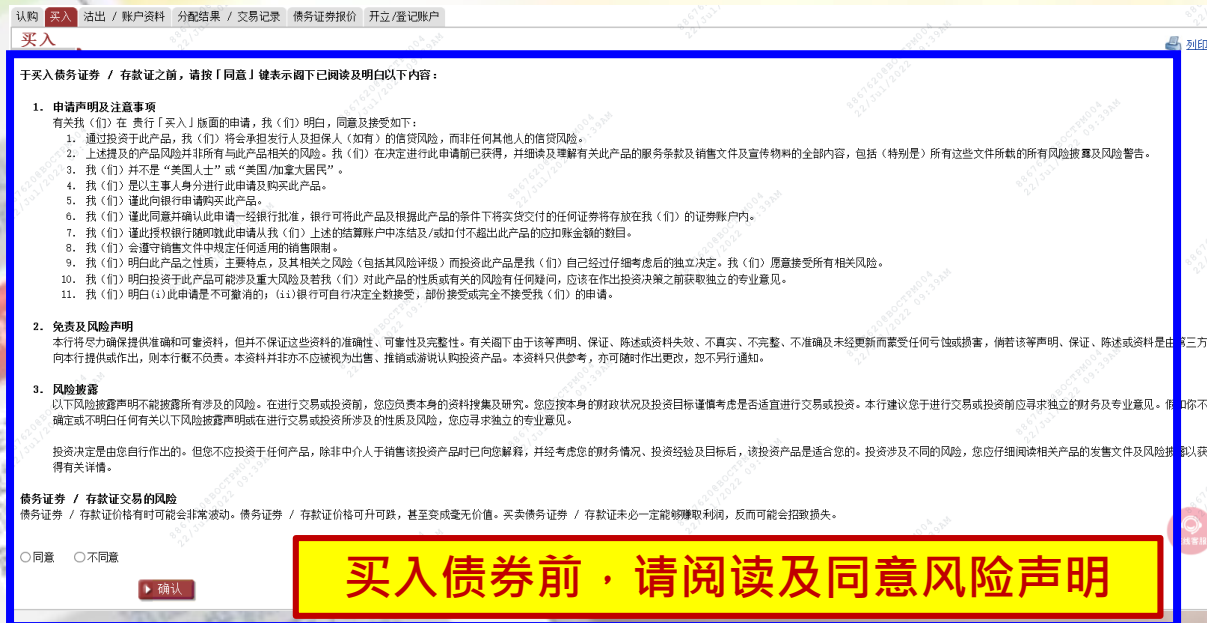 认购 买入 沽出 / 账户资料 分配结果 / 交易记录 债务证券报价 开立/登记账户
买入
列印
于买入债务证券 / 存款证之前，请按「同意」键表示阁下已阅读及明白以下内容：
1. 申请声明及注意事项
有关我（们）在 贵行「买入」版面的申请，我（们）明白，同意及接受如下：
1. 通过投资于此产品，我（们）将会承担发行人及担保人（如有）的信贷风险，而非任何其他人的信贷风险。
2. 上述提及的产品风险并非所有与此产品相关的风险。我（们）在决定进行此申请前已获得，并细读及理解有关此产品的服务条款及销售文件及宣传物料的全部内容，包括（特别是）所有这些文件所载的所有风险披露及风险警告。
3. 我（们）并不是“美国人士”或“美国/加拿大居民”。
4. 我（们）是以主事人身分进行此申请及购买此产品。
5. 我（们）谨此向银行申请购买此产品。
6. 我（们）谨此同意并确认此申请一经银行批准，银行可将此产品及根据此产品的条件下将实货交付的任何证券将存放在我（们）的证券账户内。
7. 我（们）谨此授权银行随即就此申请从我（们）上述的结算账户中冻结及/或扣付不超出此产品的应扣账金额的数目。
8. 我（们）会遵守销售文件中规定任何适用的销售限制。
9. 我（们）明白此产品之性质，主要特点，及其相关之风险（包括其风险评级）而投资此产品是我（们）自己经过仔细考虑后的独立决定。我（们）愿意接受所有相关风险。
10. 我（们）明白投资于此产品可能涉及重大风险及若我（们）对此产品的性质或有关的风险有任何疑问，应该在作出投资决策之前获取独立的专业意见。
11. 我（们）明白(i)此申请是不可撤消的；(ii)银行可自行决定全数接受，部份接受或完全不接受我（们）的申请。
2. 免责及风险声明
本行将尽力确保提供准确和可靠资料，但并不保证这些资料的准确性、可靠性及完整性。有关阁下由于该等声明、保证、陈述或资料失效、不真实、不完整、不准确及未经更新而蒙受任何亏蚀或损害，倘若该等声明、保证、陈述或资料是由第三方
向本行提供或作出，则本行概不负责。本资料并非亦不应被视为出售、推销或游说认购投资产品。本资料只供参考，亦可随时作出更改，恕不另行通知。
3. 风险披露
以下风险披露声明不能披露所有涉及的风险。在进行交易或投资前，您应负责本身的资料搜集及研究。您应按本身的财政状况及投资目标谨慎考虑是否适宜进行交易或投资。本行建议您于进行交易或投资前应寻求独立的财务及专业意见。假如你不
确定或不明白任何有关以下风险披露声明或在进行交易或投资所涉及的性质及风险，您应寻求独立的专业意见。
投资决定是由您自行作出的。但您不应投资于任何产品，除非中介人于销售该投资产品时已向您解释，并经考虑您的财务情况、投资经验及目标后，该投资产品是适合您的。投资涉及不同的风险，您应仔细阅读相关产品的发售文件及风险披露以获
得有关详情。
债务证券 / 存款证交易的风险
债务证券 / 存款证价格有时可能会非常波动。债务证券 / 存款证价格可升可跌，甚至变成毫无价值。买卖债务证券 / 存款证未必一定能够赚取利润，反而可能会招致损失。
同意 不同意
确认
买入债券前，请阅读及同意风险声明